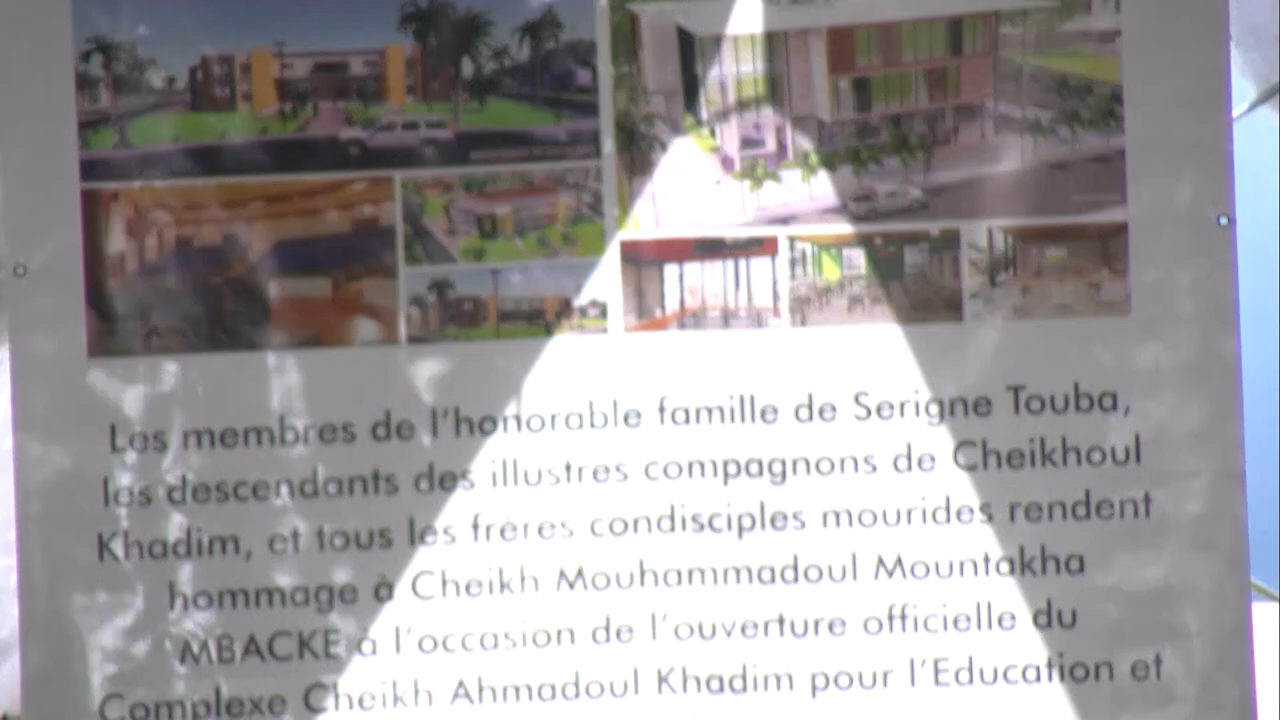 Les membres de l'honorable famille de Serigne Touba,
les descendants des illustres compagnons de Cheikhoul
Khadim, et tous les frères condisciples mourides rendent
hommage à Cheikh Mouhammadoul Mountakha
MBACKE à l'occasion de l'ouverture officielle du
Complexe Cheikh Ahmadoul Khadim pour l'Education et